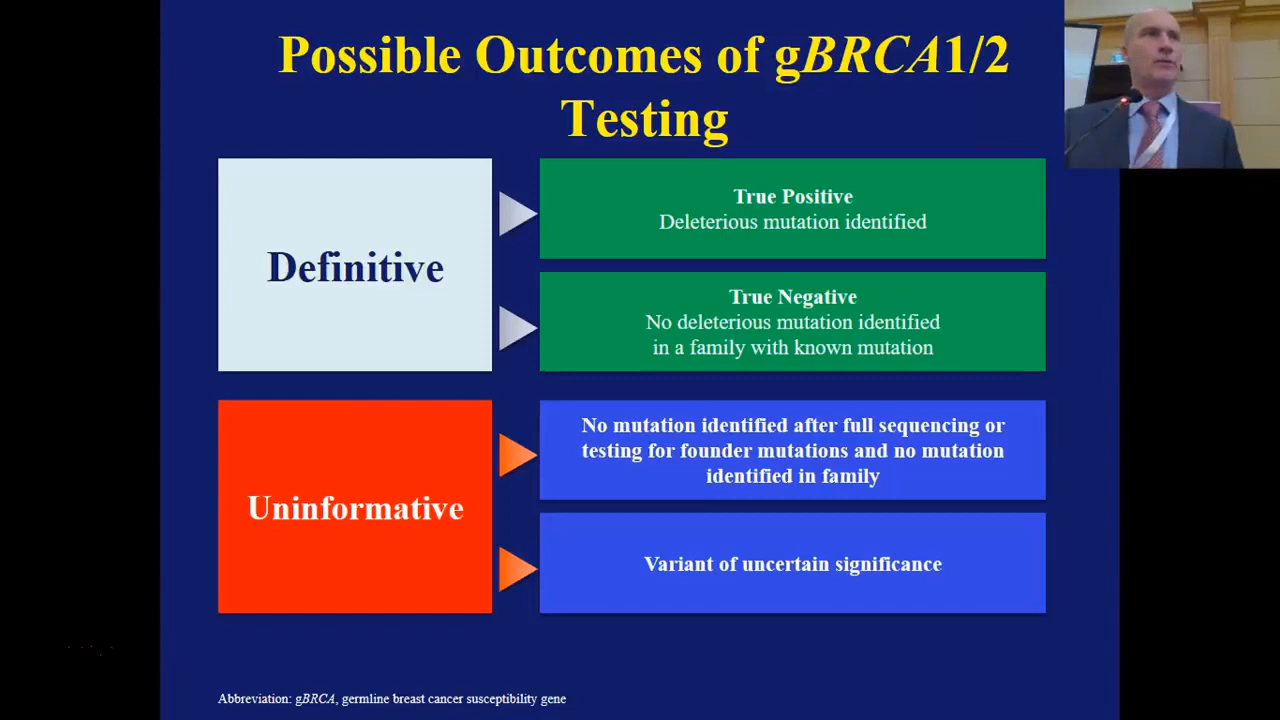 Possible Outcomes of gBRCA1/2
Testing
Definitive
True Positive
Deleterious mutation identified
True Negative
No deleterious mutation identified
in a family with known mutation
Uninformative
No mutation identified after full sequencing or
testing for founder mutations and no mutation
identified in family
Variant of uncertain significance
Abbreviation: gBRCA, germline breast cancer susceptibility gene